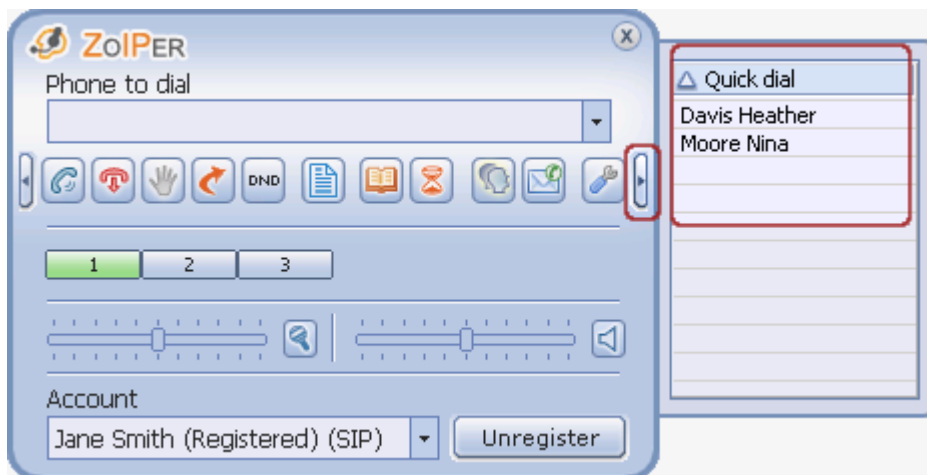 ZOIPER
Phone to dial
DND
1 2 3
Account
Jane Smith (Registered) (SIP)
Unregister
Quick dial
Davis Heather
Moore Nina